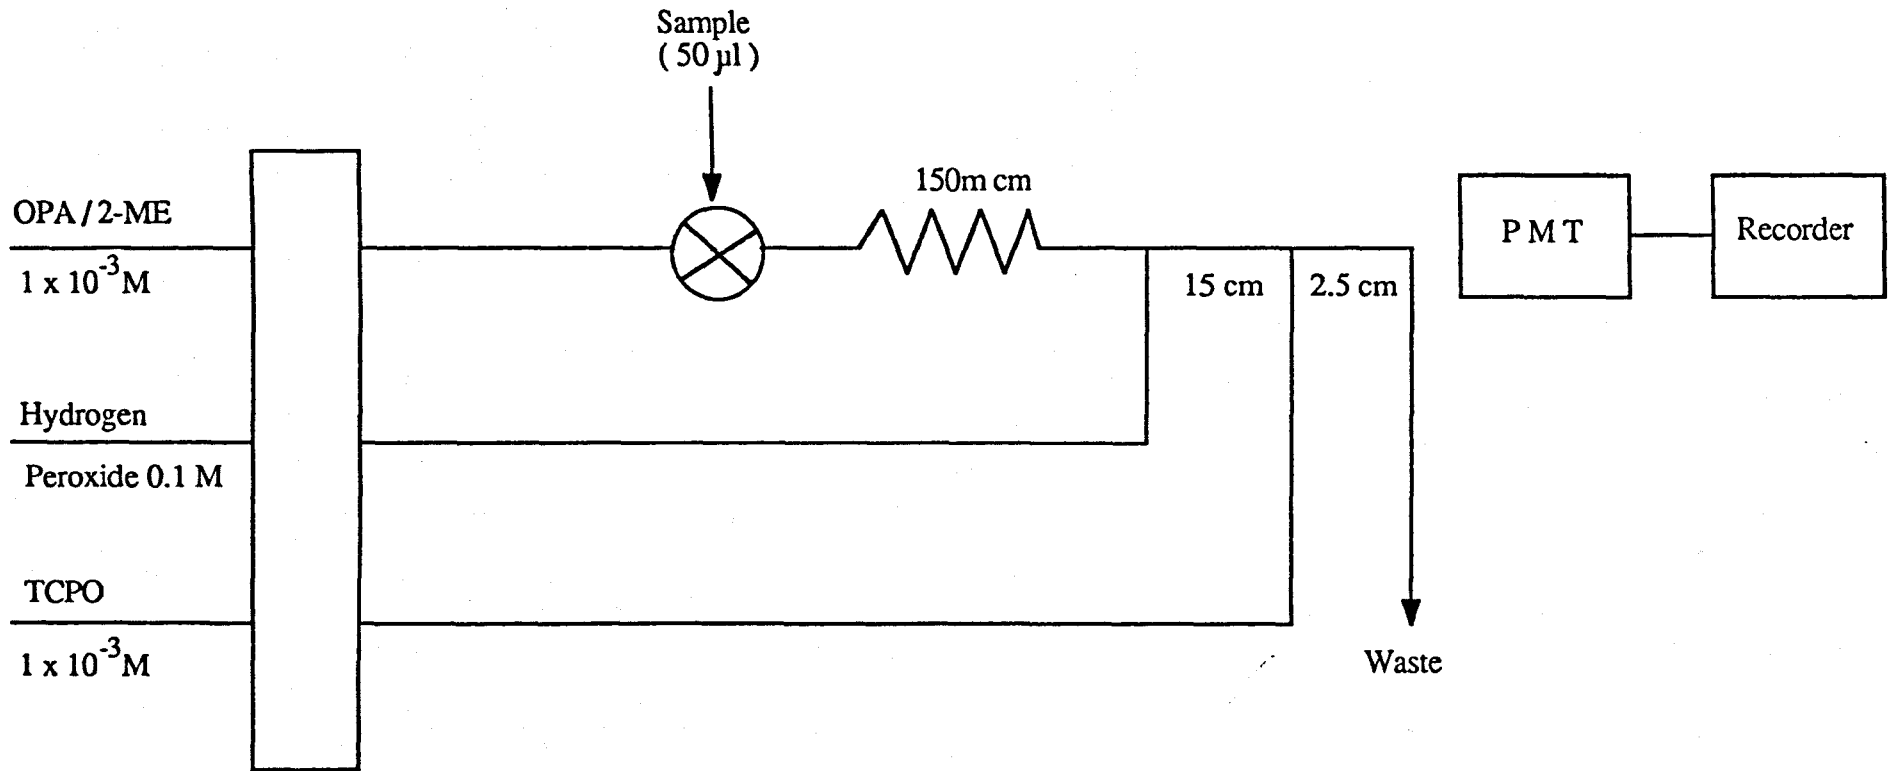 Sample
( 50 µl )
150m cm
OPA / 2-ME
1 x 10⁻³M
P M T
Recorder
15 cm
2.5 cm
Hydrogen
Peroxide 0.1 M
TCPO
1 x 10⁻³M
Waste